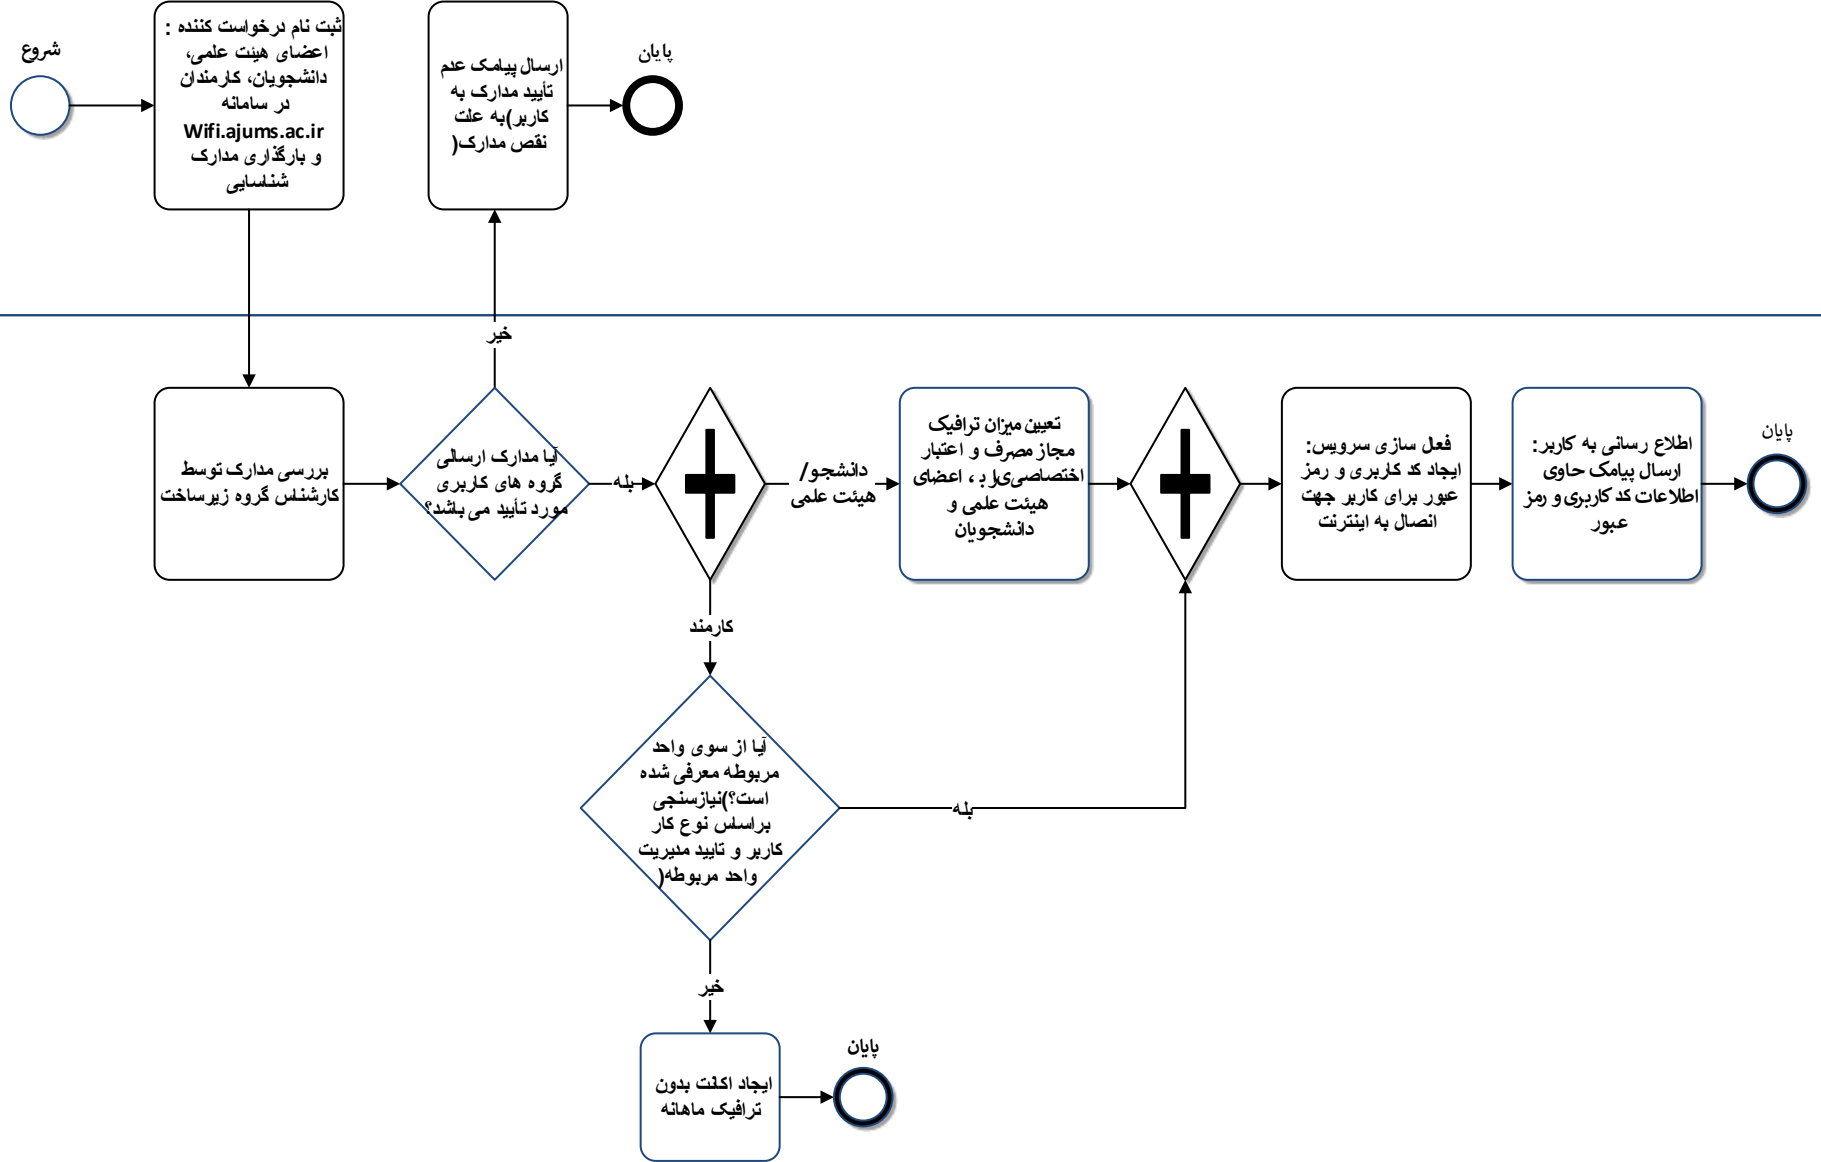 شروع
ثبت نام درخواست کننده :
اعضای هیئت علمی،
دانشجویان، کارمندان
در سامانه
Wifi.ajums.ac.ir
و بارگذاری مدارک
شناسایی
ارسال پیامک عدم
تأیید مدارک به
کاربر)به علت
نقص مدارک(
پایان
خیر
بررسی مدارک توسط
کارشناس گروه زیرساخت
آیا مدارک ارسالی
گروه های کاربری
مورد تأیید می باشد؟
بله
دانشجو/
هیئت علمی
تعیین میزان ترافیک
مجاز مصرف و اعتبار
اختصاصی ، اعضای
هیئت علمی و
دانشجویان
فعل سازی سرویس:
ایجاد کد کاربری و رمز
عبور برای کاربر جهت
اتصال به اینترنت
اطلاع رسانی به کاربر:
ارسال پیامک حاوی
اطلاعات کد کاربری و رمز
عبور
پایان
کارمند
آیا از سوی واحد
مربوطه معرفی شده
است؟)نیازسنجی
براساس نوع کار
کاربر و تایید مدیریت
واحد مربوطه(
بله
خیر
ایجاد اکانت بدون
ترافیک ماهانه
پایان